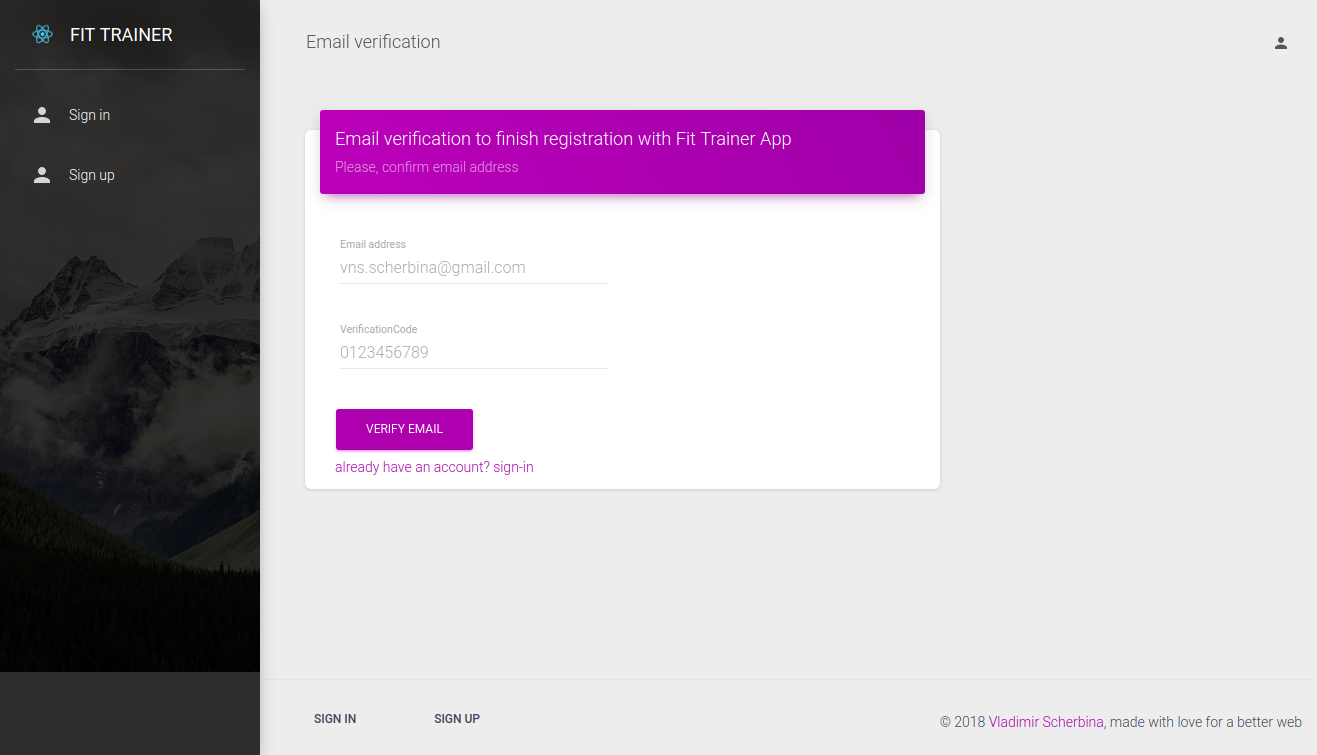 FIT TRAINER
Sign in
Sign up
Email verification
Email verification to finish registration with Fit Trainer App
Please, confirm email address
Email address
vns.scherbina@gmail.com
VerificationCode
0123456789
VERIFY EMAIL
already have an account? sign-in
SIGN IN
SIGN UP
© 2018 Vladimir Scherbina, made with love for a better web